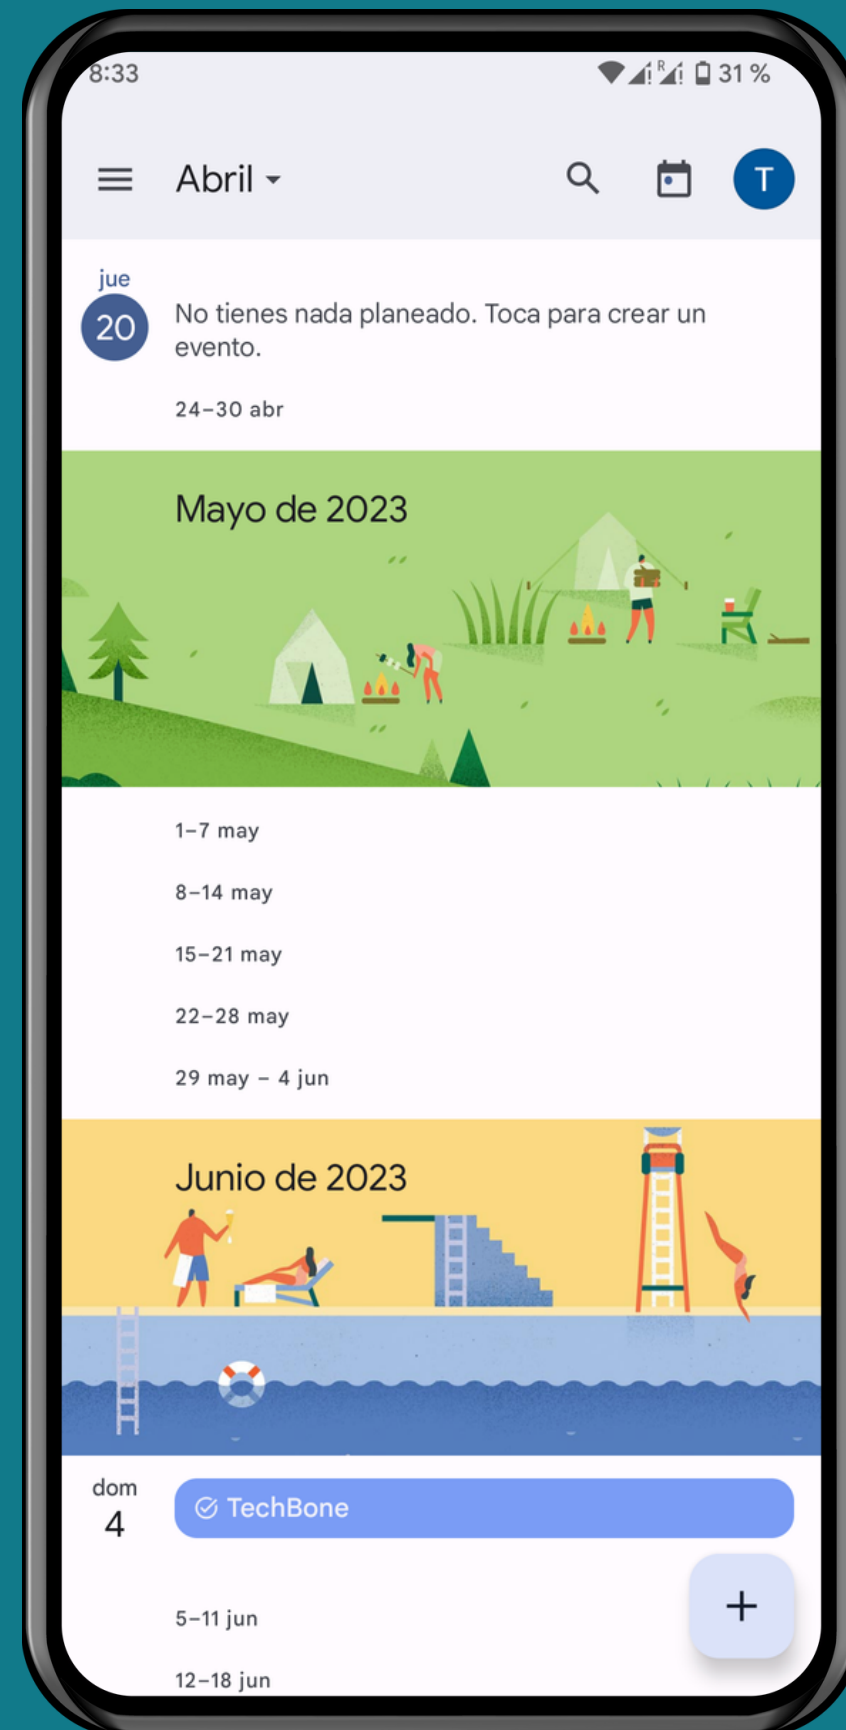 8:33
R
31 %
Abril
T
jue
20
No tienes nada planeado. Toca para crear un
evento.
24–30 abr
Mayo de 2023
1–7 may
8–14 may
15–21 may
22–28 may
29 may – 4 jun
Junio de 2023
dom
4
TechBone
5–11 jun
12–18 jun